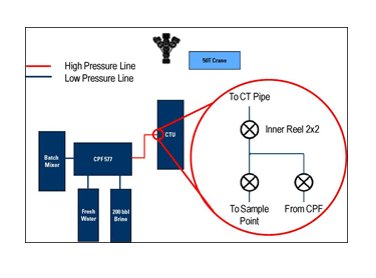 50T Crane
High Pressure Line
Low Pressure Line
To CT Pipe
Inner Reel 2x2
CTU
Batch
Mixer
CPF 577
To Sample
Point
From CPF
Fresh
Water
200 bbl
Brine